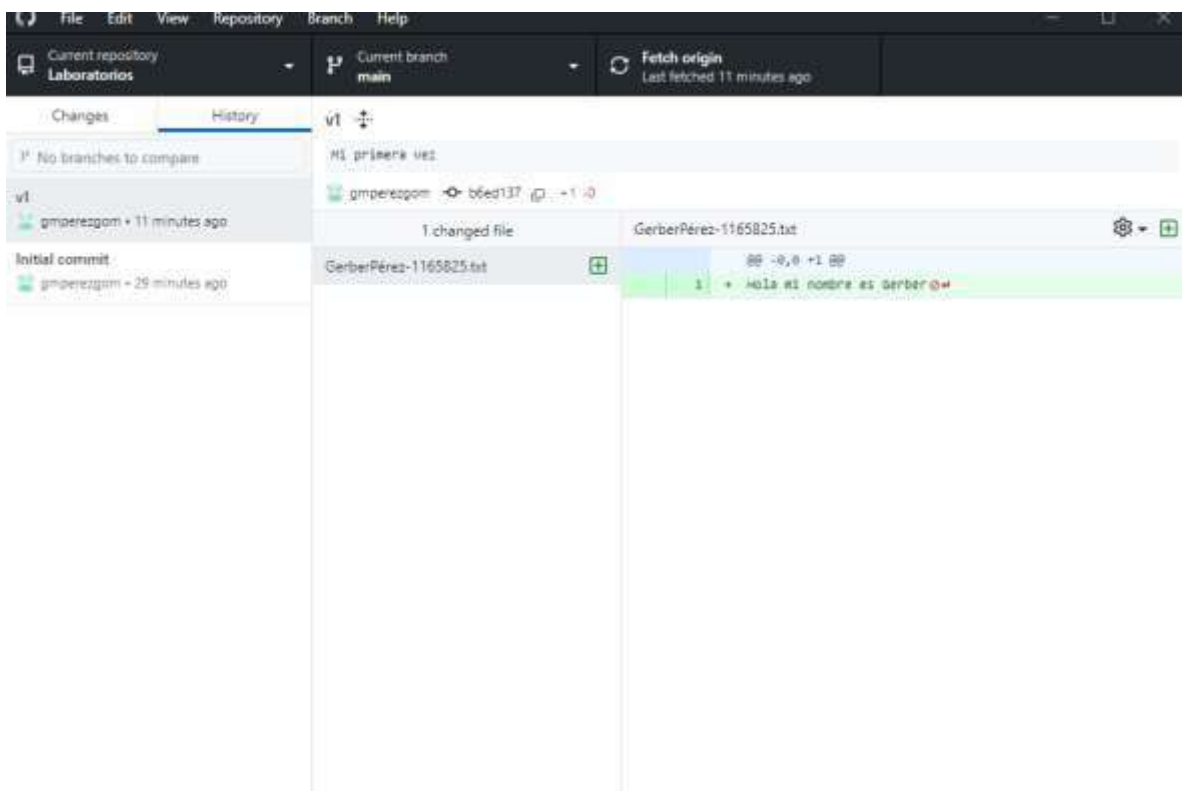 File Edit View Repository Branch Help
Current repository
Laboratorios
Current branch
main
Fetch origin
Last fetched 11 minutes ago
Changes
History
No branches to compare
v1
gmperezgom • 11 minutes ago
Initial commit
gmperezgom • 29 minutes ago
v1
Mi primera vez
gmperezgom b6ed137 +1 -0
1 changed file
GerberPérez-1165825.txt
GerberPérez-1165825.txt
@@ -0,0 +1 @@
1 + Hola mi nombre es Gerber